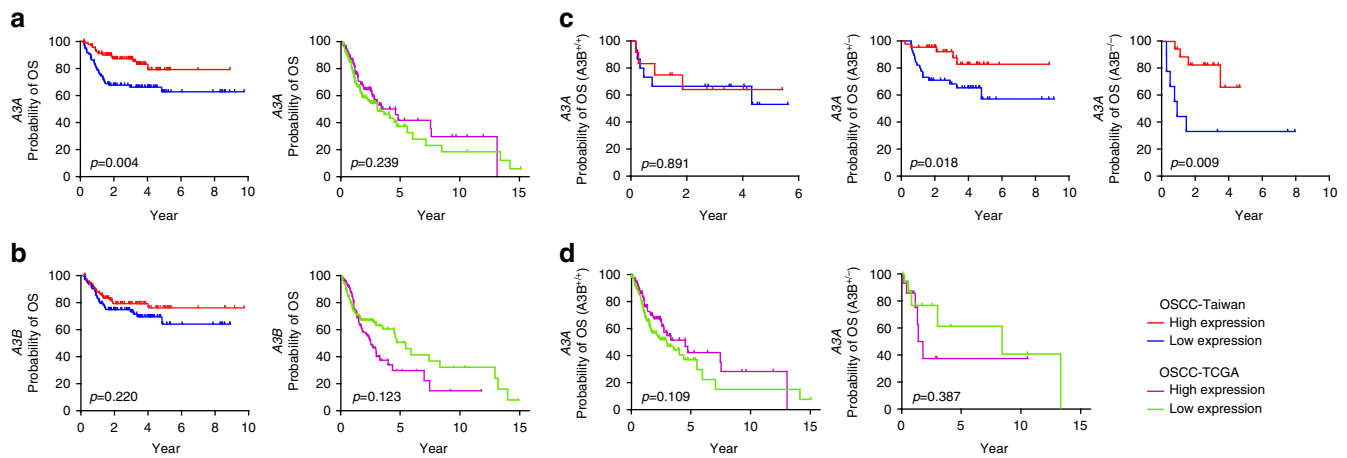 a
A3A
Probability of OS
100
80
60
40
20
0
p=0.004
0 2 4 6 8 10
Year
A3A
Probability of OS
100
80
60
40
20
0
p=0.239
0 5 10 15
Year
c
A3A
Probability of OS (A3B+/+)
100
80
60
40
20
0
p=0.891
0 2 4 6
Year
A3A
Probability of OS (A3B+/−)
100
80
60
40
20
0
p=0.018
0 2 4 6 8 10
Year
A3A
Probability of OS (A3B−/−)
100
80
60
40
20
0
p=0.009
0 2 4 6 8 10
Year
b
A3B
Probability of OS
100
80
60
40
20
0
p=0.220
0 2 4 6 8 10
Year
A3B
Probability of OS
100
80
60
40
20
0
p=0.123
0 5 10 15
Year
d
A3A
Probability of OS (A3B+/+)
100
80
60
40
20
0
p=0.109
0 5 10 15
Year
A3A
Probability of OS (A3B+/−)
100
80
60
40
20
0
p=0.387
0 5 10 15
Year
OSCC-Taiwan
High expression
Low expression
OSCC-TCGA
High expression
Low expression